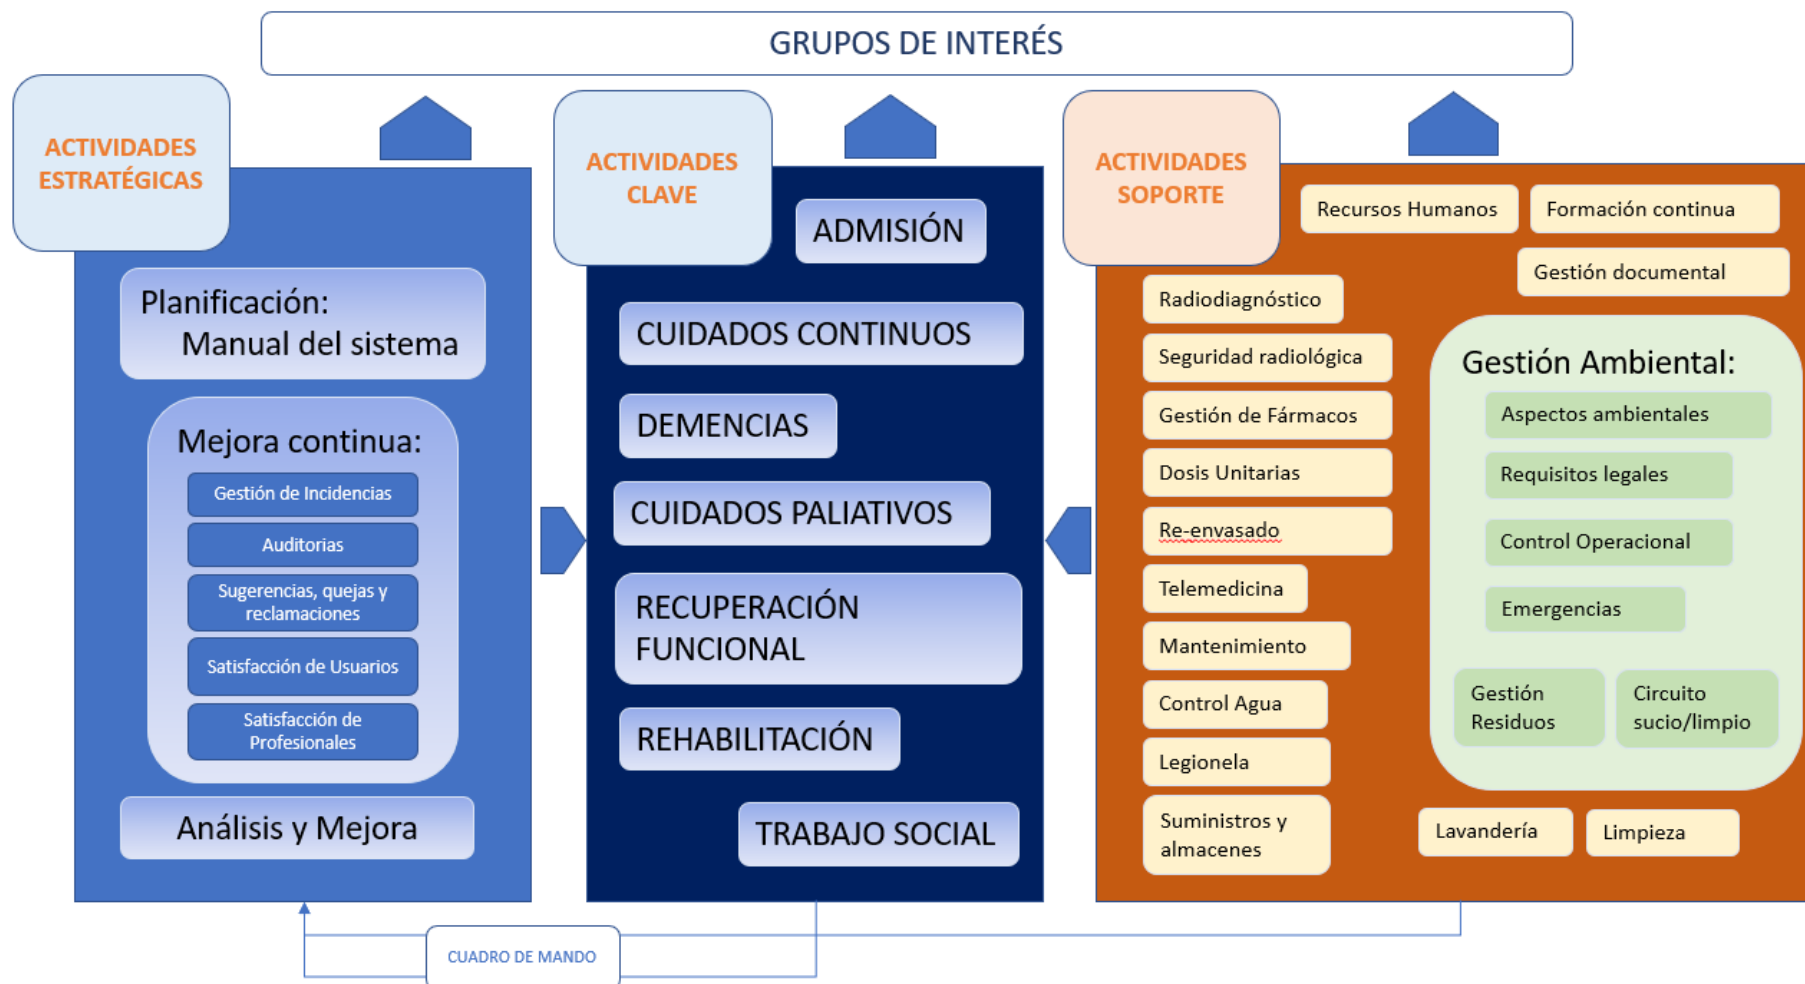 GRUPOS DE INTERÉS
ACTIVIDADES
ESTRATÉGICAS
Planificación:
Manual del sistema
Mejora continua:
Gestión de Incidencias
Auditorias
Sugerencias, quejas y
reclamaciones
Satisfacción de Usuarios
Satisfacción de
Profesionales
Análisis y Mejora
ACTIVIDADES
CLAVE
ADMISIÓN
CUIDADOS CONTINUOS
DEMENCIAS
CUIDADOS PALIATIVOS
RECUPERACIÓN
FUNCIONAL
REHABILITACIÓN
TRABAJO SOCIAL
ACTIVIDADES
SOPORTE
Recursos Humanos
Formación continua
Gestión documental
Radiodiagnóstico
Seguridad radiológica
Gestión de Fármacos
Dosis Unitarias
Re-envasado
Telemedicina
Mantenimiento
Control Agua
Legionela
Suministros y
almacenes
Gestión Ambiental:
Aspectos ambientales
Requisitos legales
Control Operacional
Emergencias
Gestión
Residuos
Circuito
sucio/limpio
Lavandería
Limpieza
CUADRO DE MANDO